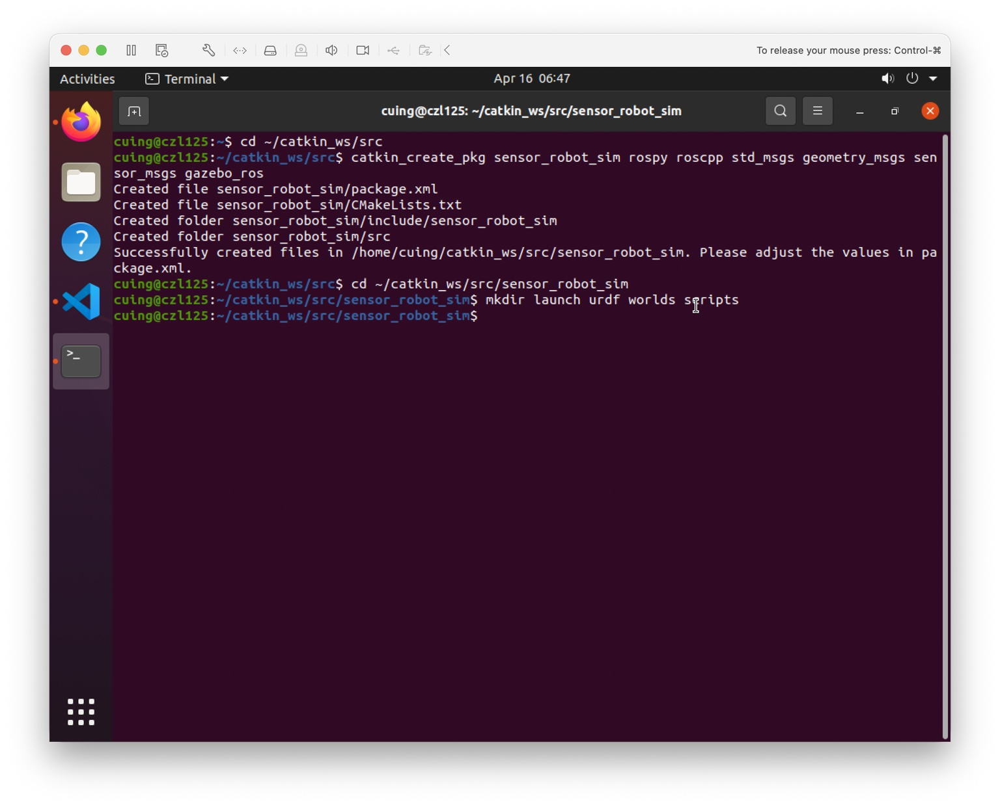 To release your mouse press: Control-⌘
Activities
Terminal
Apr 16 06:47
cuing@czl125: ~/catkin_ws/src/sensor_robot_sim
cuing@czl125:~$ cd ~/catkin_ws/src
cuing@czl125:~/catkin_ws/src$ catkin_create_pkg sensor_robot_sim rospy roscpp std_msgs geometry_msgs sen
sor_msgs gazebo_ros
Created file sensor_robot_sim/package.xml
Created file sensor_robot_sim/CMakeLists.txt
Created folder sensor_robot_sim/include/sensor_robot_sim
Created folder sensor_robot_sim/src
Successfully created files in /home/cuing/catkin_ws/src/sensor_robot_sim. Please adjust the values in pa
ckage.xml.
cuing@czl125:~/catkin_ws/src$ cd ~/catkin_ws/src/sensor_robot_sim
cuing@czl125:~/catkin_ws/src/sensor_robot_sim$ mkdir launch urdf worlds scripts
cuing@czl125:~/catkin_ws/src/sensor_robot_sim$